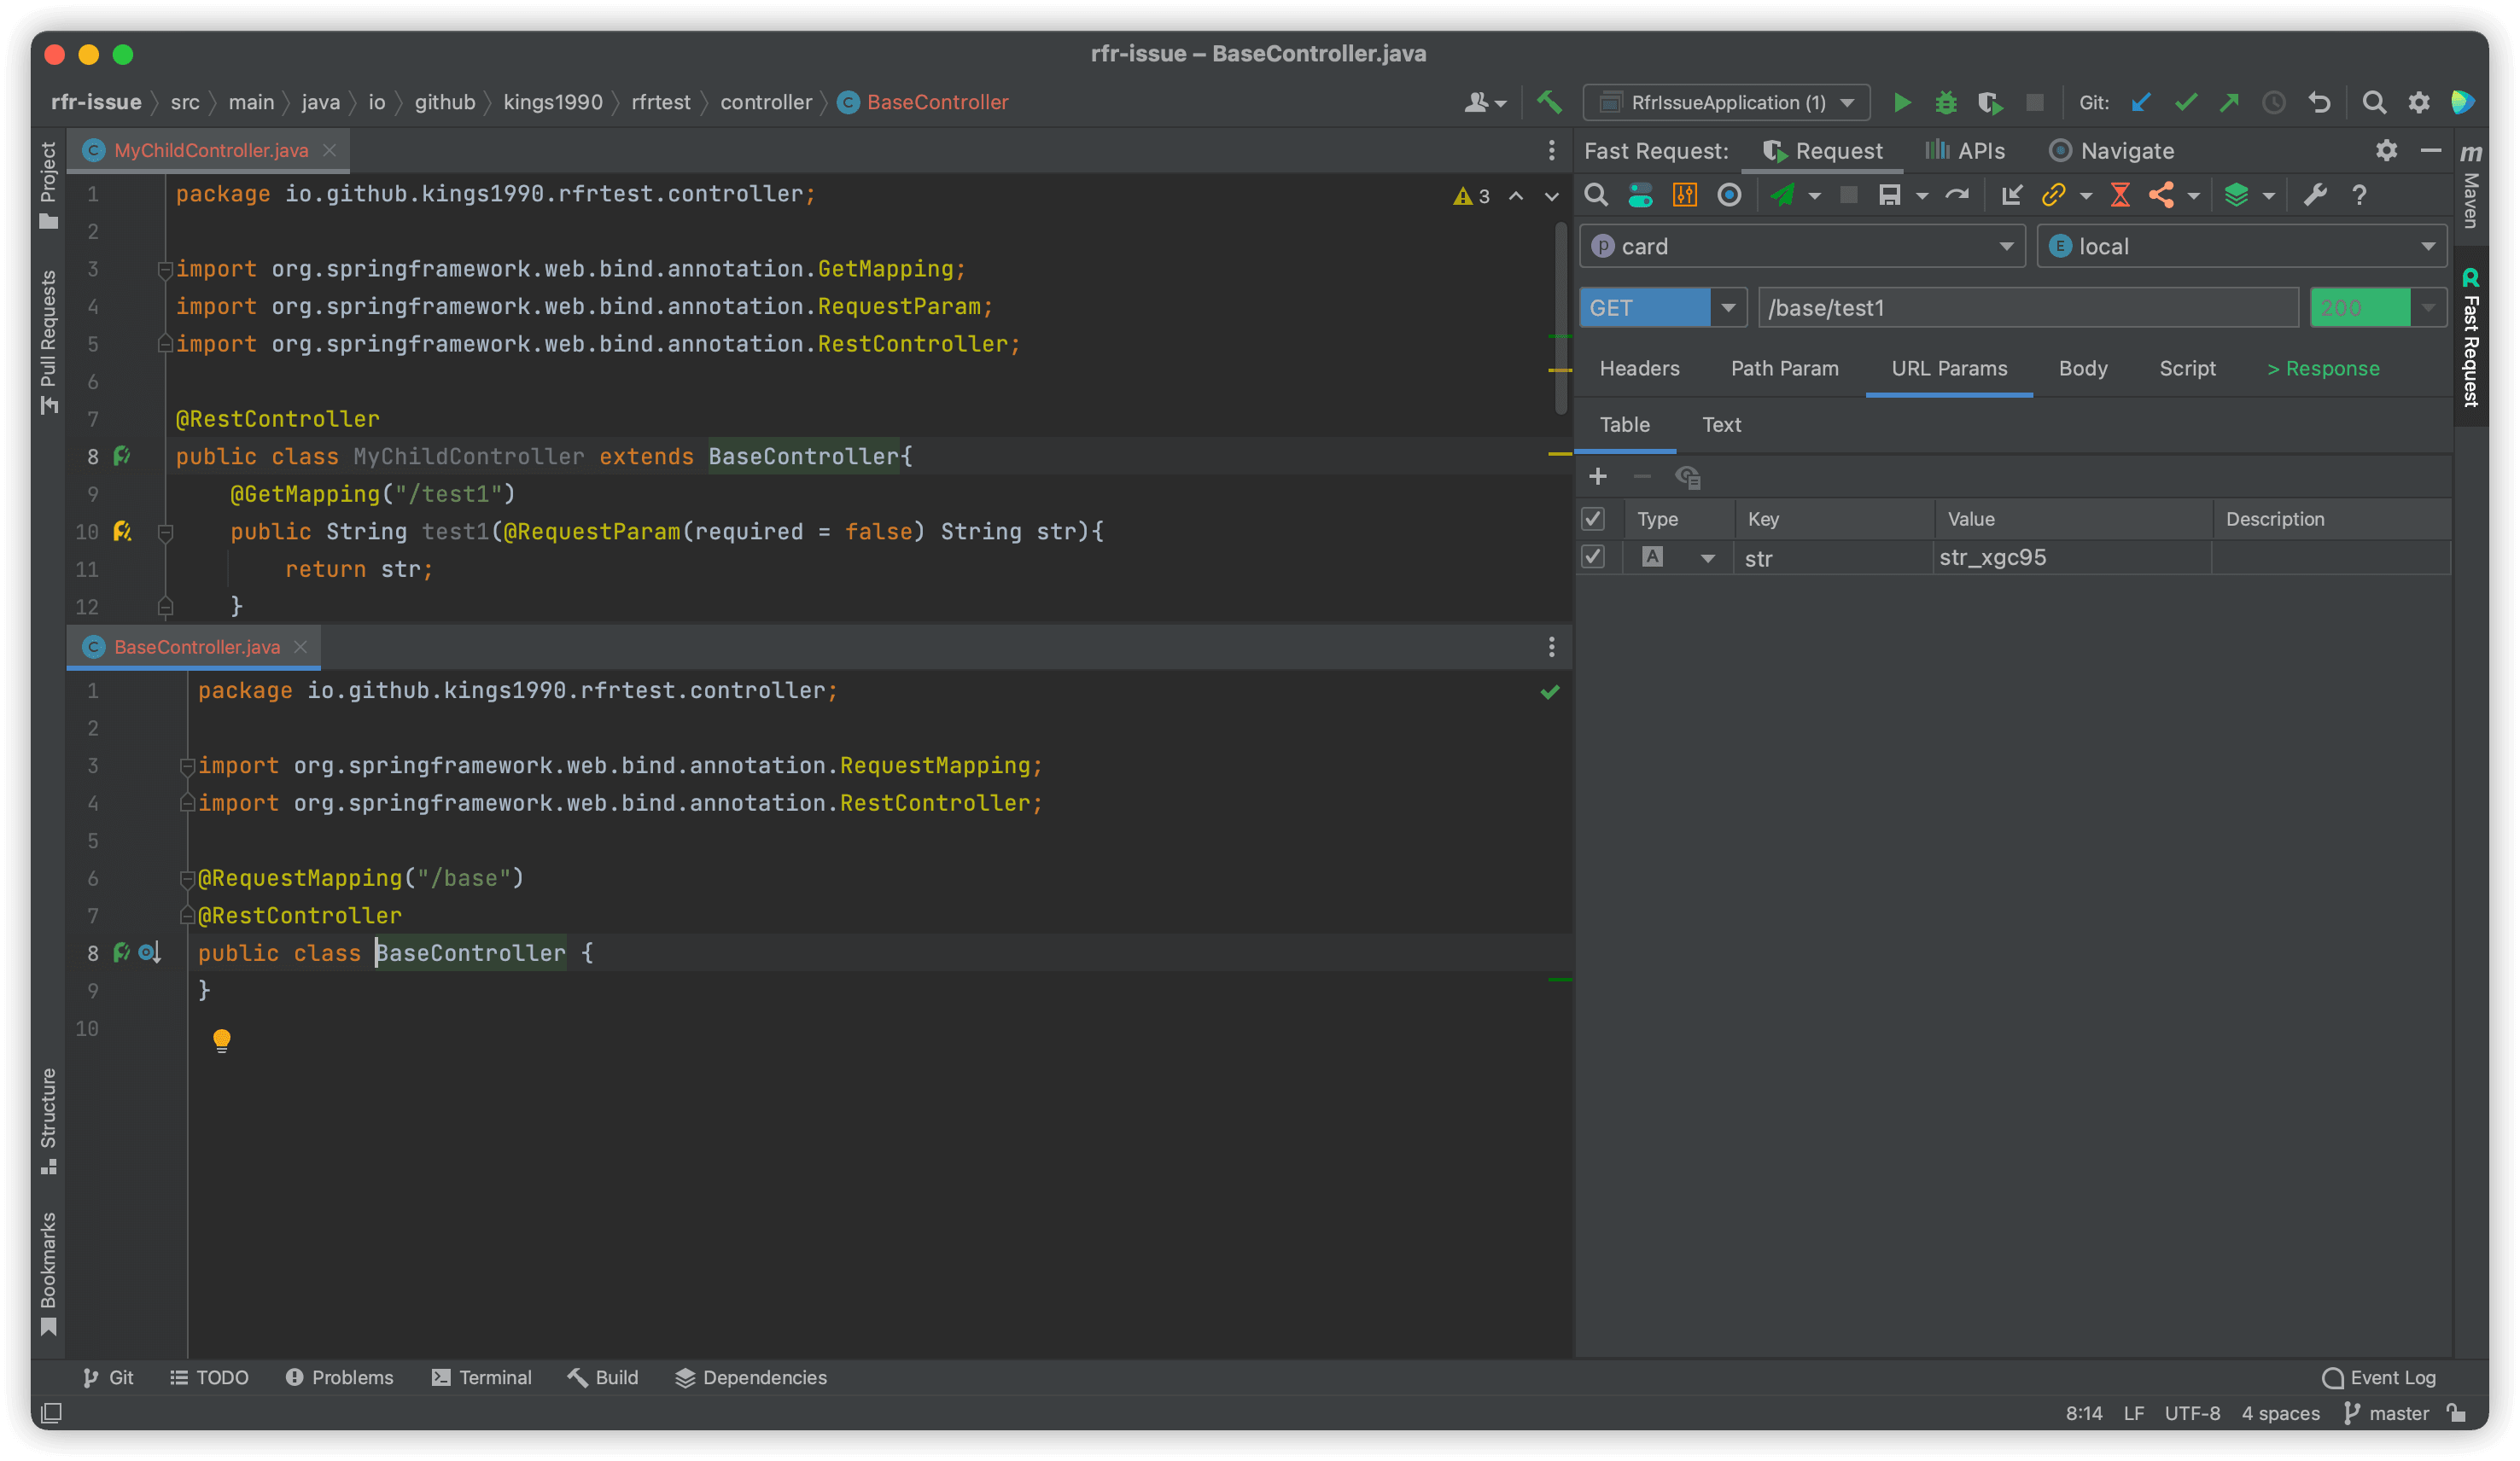 rfr-issue – BaseController.java
rfr-issue src main java io github kings1990 rfrtest controller C BaseController
RfrIssueApplication (1) Git:
Project
Pull Requests
Structure
Bookmarks
C MyChildController.java
3
1 package io.github.kings1990.rfrtest.controller;
2
3 import org.springframework.web.bind.annotation.GetMapping;
4 import org.springframework.web.bind.annotation.RequestParam;
5 import org.springframework.web.bind.annotation.RestController;
6
7 @RestController
8 public class MyChildController extends BaseController{
9 @GetMapping("/test1")
10 public String test1(@RequestParam(required = false) String str){
11 return str;
12 }
C BaseController.java
1 package io.github.kings1990.rfrtest.controller;
2
3 import org.springframework.web.bind.annotation.RequestMapping;
4 import org.springframework.web.bind.annotation.RestController;
5
6 @RequestMapping("/base")
7 @RestController
8 public class BaseController {
9 }
10
Fast Request: Request APIs Navigate
?
p card E local
GET /base/test1 200
Headers Path Param URL Params Body Script > Response
Table Text
Type Key Value Description
A str str_xgc95
m Maven
Fast Request
Git TODO Problems Terminal Build Dependencies Event Log
8:14 LF UTF-8 4 spaces master